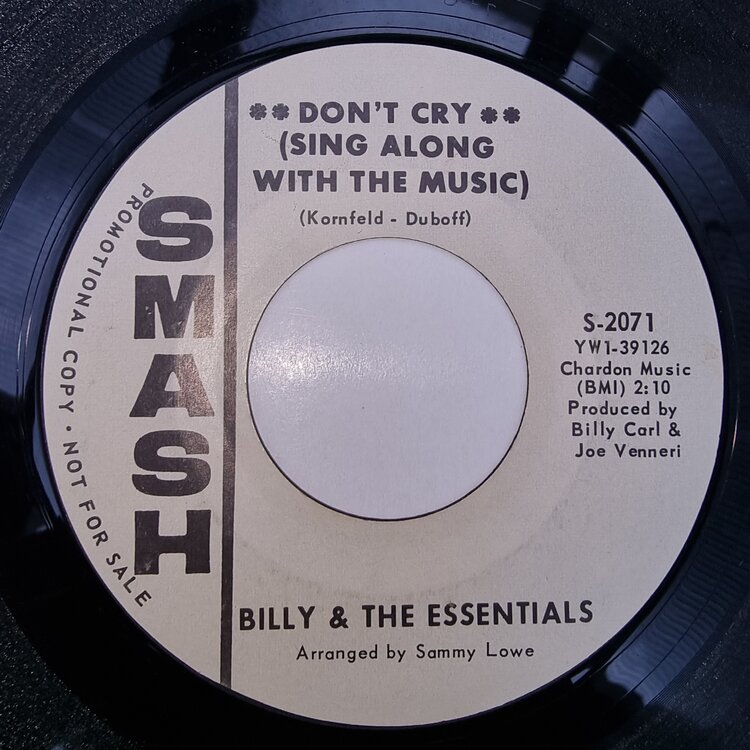 ** DON'T CRY **
(SING ALONG
WITH THE MUSIC)
(Kornfeld - Duboff)
SMASH
PROMOTIONAL COPY • NOT FOR SALE
S-2071
YW1-39126
Chardon Music
(BMI) 2:10
Produced by
Billy Carl &
Joe Venneri
BILLY & THE ESSENTIALS
Arranged by Sammy Lowe